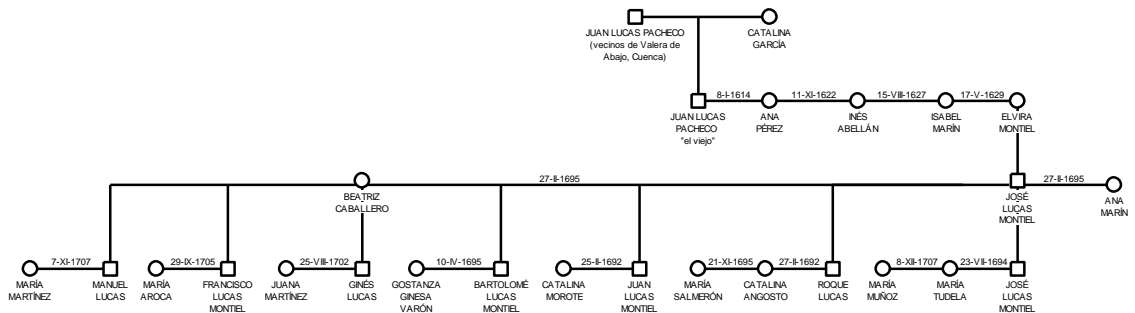 JUAN LUCAS PACHECO
(vecinos de Valera de
Abajo, Cuenca)
CATALINA
GARCÍA
8-I-1614
11-XI-1622
15-VIII-1627
17-V-1629
JUAN LUCAS
PACHECO
"el viejo"
ANA
PÉREZ
INÉS
ABELLÁN
ISABEL
MARÍN
ELVIRA
MONTIEL
27-II-1695
27-II-1695
BEATRIZ
CABALLERO
JOSÉ
LUCAS
MONTIEL
ANA
MARÍN
7-XI-1707
29-IX-1705
25-VIII-1702
10-IV-1695
25-II-1692
21-XI-1695
27-II-1692
8-XII-1707
23-VII-1694
MARÍA
MARTÍNEZ
MANUEL
LUCAS
MARÍA
AROCA
FRANCISCO
LUCAS
MONTIEL
JUANA
MARTÍNEZ
GINÉS
LUCAS
GOSTANZA
GINESA
VARÓN
BARTOLOMÉ
LUCAS
MONTIEL
CATALINA
MOROTE
JUAN
LUCAS
MONTIEL
MARÍA
SALMERÓN
CATALINA
ANGOSTO
ROQUE
LUCAS
MARÍA
MUÑOZ
MARÍA
TUDELA
JOSÉ
LUCAS
MONTIEL